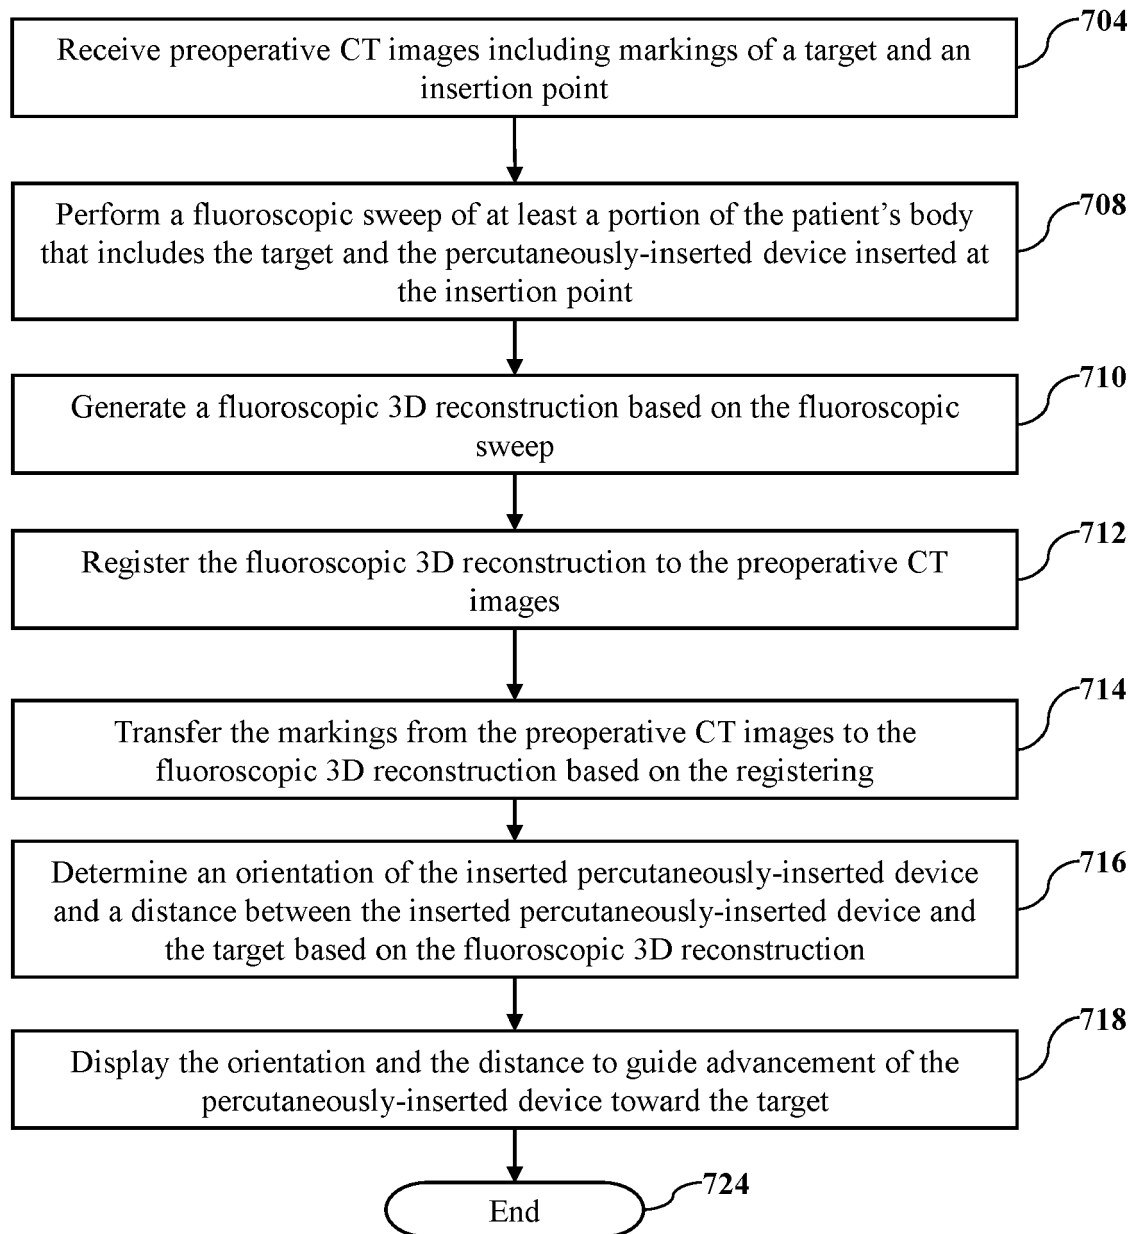 704
Receive preoperative CT images including markings of a target and an
insertion point
708
Perform a fluoroscopic sweep of at least a portion of the patient's body
that includes the target and the percutaneously-inserted device inserted at
the insertion point
710
Generate a fluoroscopic 3D reconstruction based on the fluoroscopic
sweep
712
Register the fluoroscopic 3D reconstruction to the preoperative CT
images
714
Transfer the markings from the preoperative CT images to the
fluoroscopic 3D reconstruction based on the registering
716
Determine an orientation of the inserted percutaneously-inserted device
and a distance between the inserted percutaneously-inserted device and
the target based on the fluoroscopic 3D reconstruction
718
Display the orientation and the distance to guide advancement of the
percutaneously-inserted device toward the target
724
End